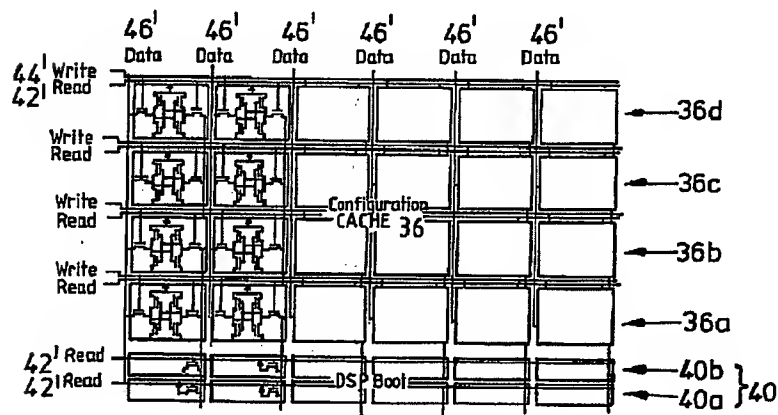 46' 46' 46' 46' 46' 46'
Data Data Data Data Data Data
44' Write
42' Read
36d
Write
Read
36c
Configuration
CACHE 36
Write
Read
36b
Write
Read
36a
42' Read
40b
DSP Boot
42' Read
40a
40